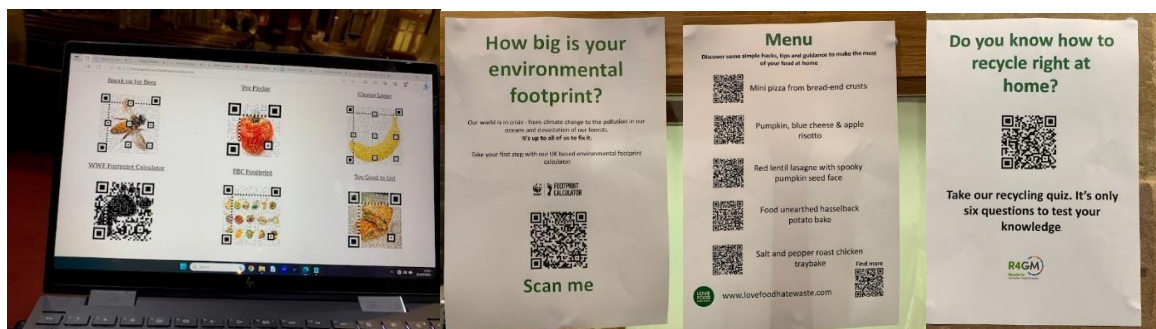 Speak up for Bees
Veg Pledge
Choose Loose
WWF Footprint Calculator
BBC Footprint
Too Good to Go!
hp
How big is your
environmental
footprint?
Our world is in crisis - from climate change to the pollution in our
oceans and devastation of our forests.
It's up to all of us to fix it.
Take your first step with our UK based environmental footprint
calculator
WWF
FOOTPRINT
CALCULATOR
Scan me
Menu
Discover some simple hacks, tips and guidance to make the most
of your food at home
Mini pizza from bread-end crusts
Pumpkin, blue cheese & apple
risotto
Red lentil lasagne with spooky
pumpkin seed face
Food unearthed hasselback
potato bake
Salt and pepper roast chicken
traybake
Find more
LOVE
FOOD
www.lovefoodhatewaste.com
Do you know how to
recycle right at
home?
Take our recycling quiz. It's only
six questions to test your
knowledge
R4GM